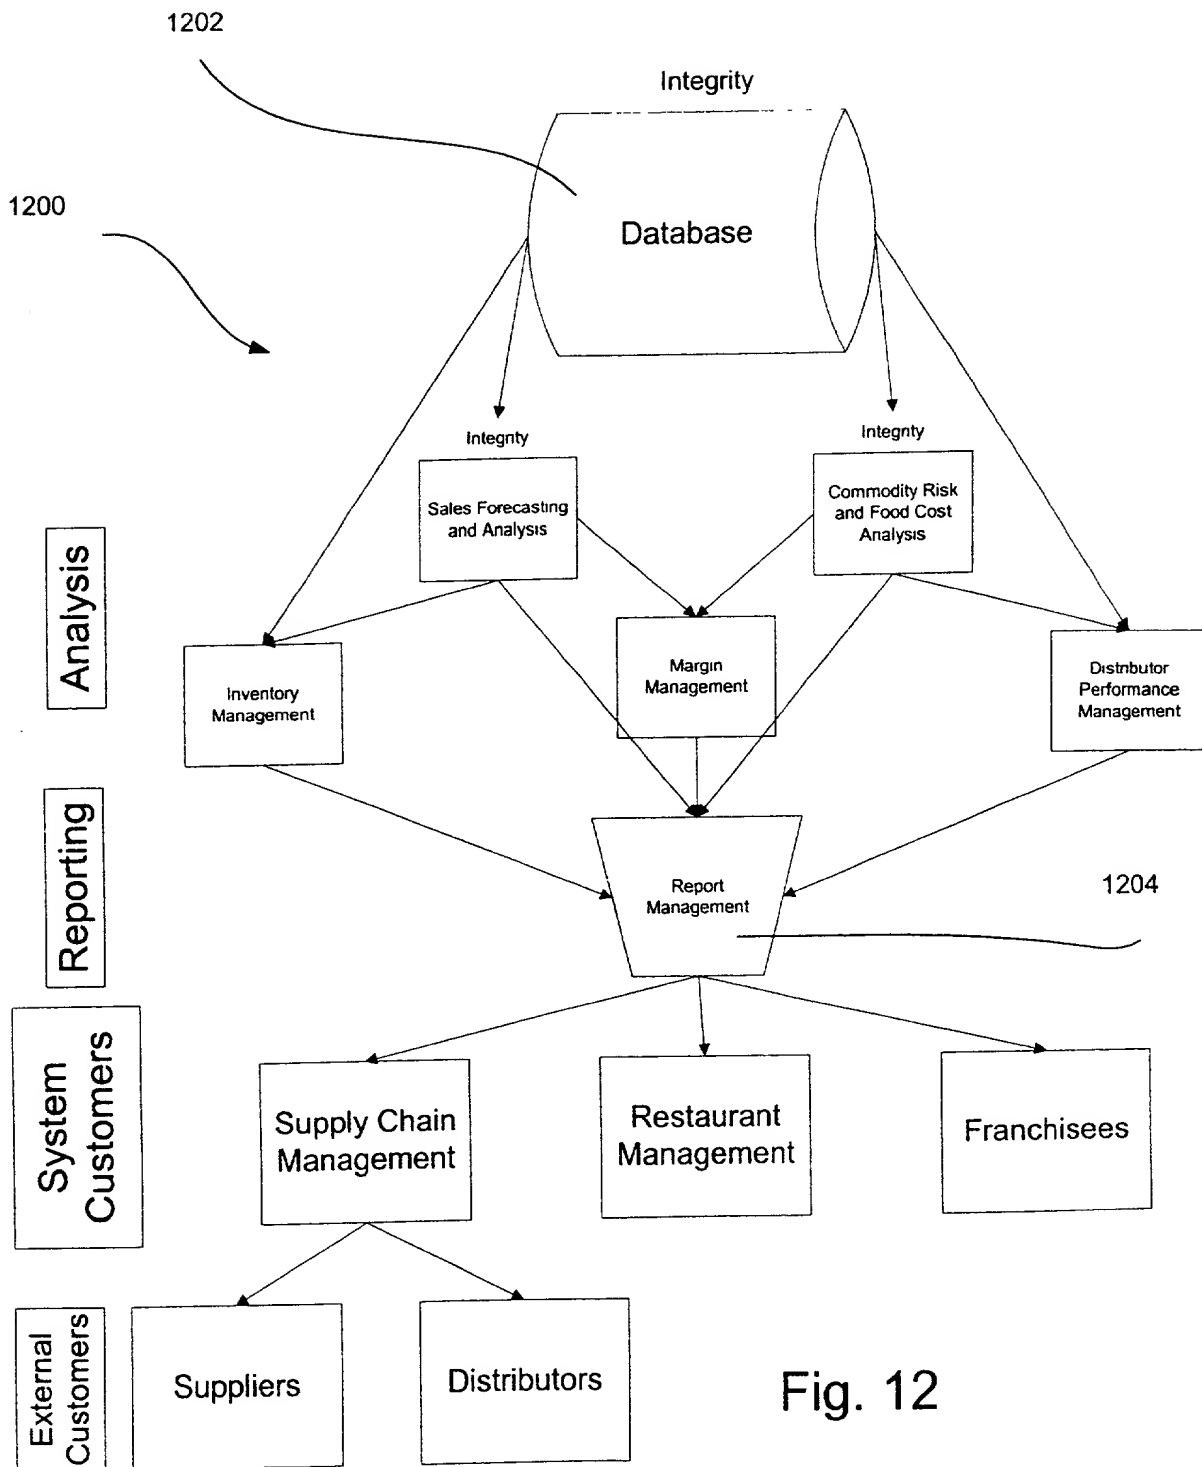 1202
Integrity
1200
Database
Integrity
Integrity
Sales Forecasting
and Analysis
Commodity Risk
and Food Cost
Analysis
Analysis
Inventory
Management
Margin
Management
Distributor
Performance
Management
Reporting
Report
Management
1204
System
Customers
Supply Chain
Management
Restaurant
Management
Franchisees
External
Customers
Suppliers
Distributors
Fig. 12